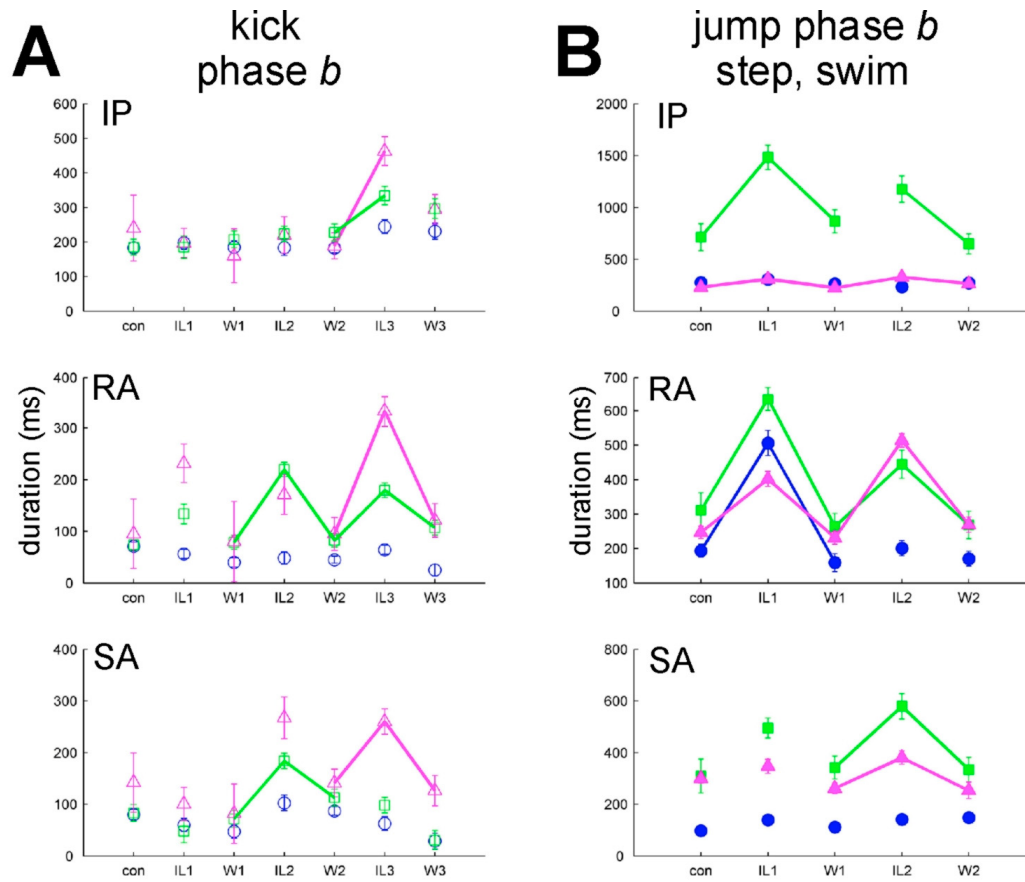 A
kick
phase b
IP
600
500
400
300
200
100
0
con IL1 W1 IL2 W2 IL3 W3
RA
duration (ms)
400
300
200
100
0
con IL1 W1 IL2 W2 IL3 W3
SA
400
300
200
100
0
con IL1 W1 IL2 W2 IL3 W3
B
jump phase b
step, swim
IP
2000
1500
1000
500
0
con IL1 W1 IL2 W2
RA
duration (ms)
700
600
500
400
300
200
100
con IL1 W1 IL2 W2
SA
800
600
400
200
0
con IL1 W1 IL2 W2